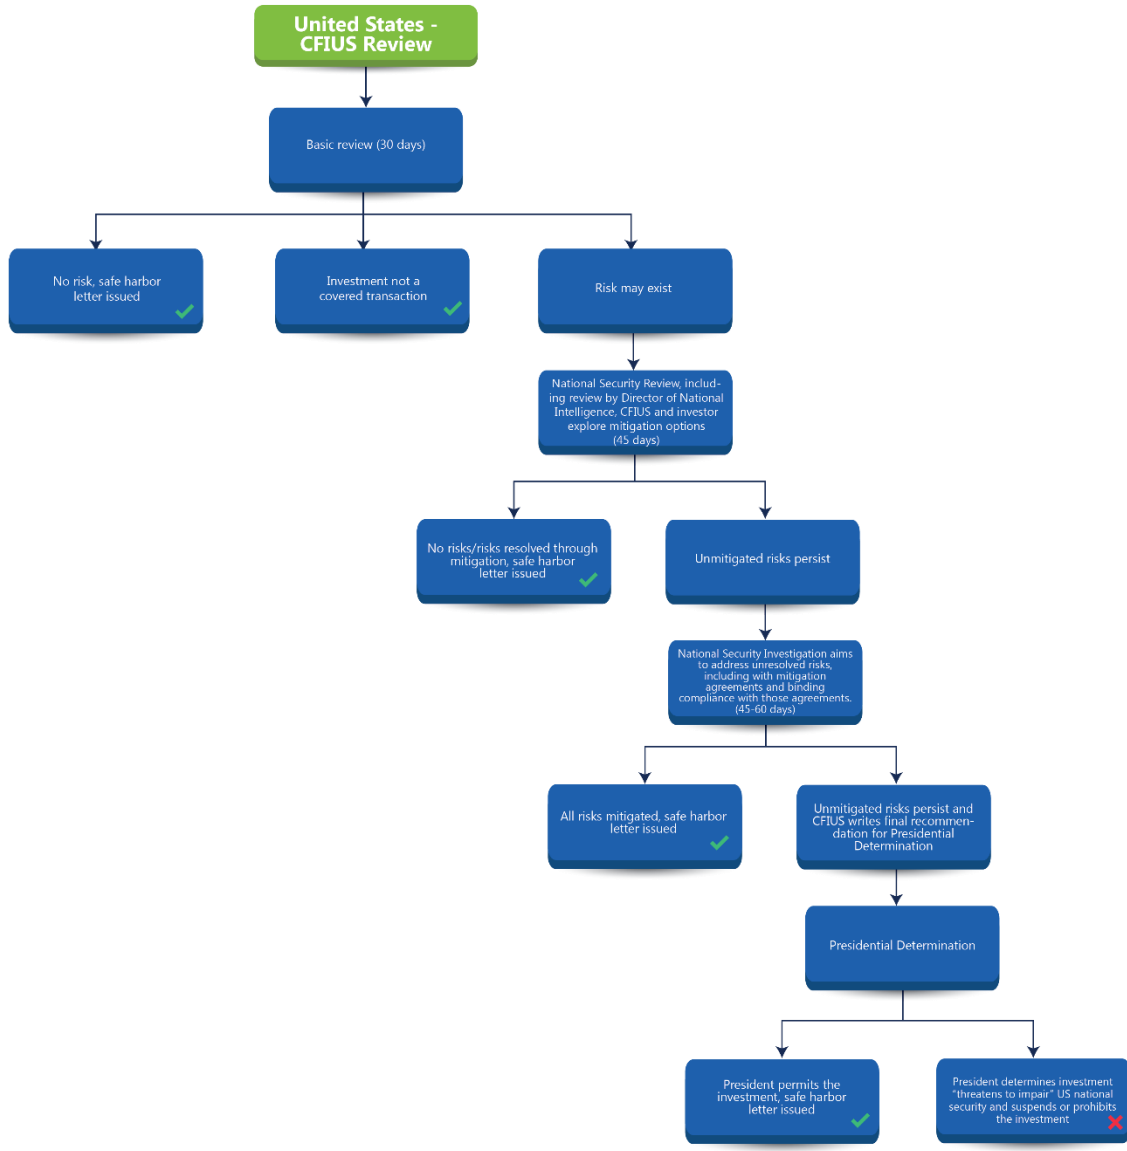 United States -
CFIUS Review
Basic review (30 days)
No risk, safe harbor
letter issued
Investment not a
covered transaction
Risk may exist
National Security Review, includ-
ing review by Director of National
Intelligence, CFIUS and investor
explore mitigation options
(45 days)
No risks/risks resolved through
mitigation, safe harbor
letter issued
Unmitigated risks persist
National Security Investigation aims
to address unresolved risks,
including with mitigation
agreements and binding
compliance with those agreements.
(45-60 days)
All risks mitigated, safe harbor
letter issued
Unmitigated risks persist and
CFIUS writes final recommen-
dation for Presidential
Determination
Presidential Determination
President permits the
investment, safe harbor
letter issued
President determines investment
"threatens to impair" US national
security and suspends or prohibits
the investment